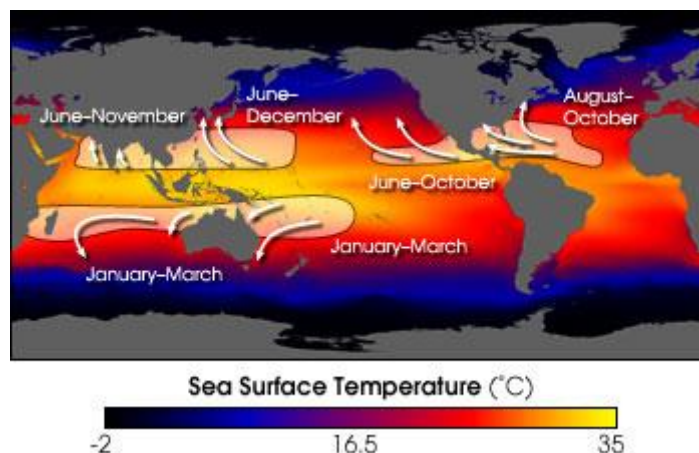 June–November
June–
December
August–
October
June–October
January–March
January–March
Sea Surface Temperature (°C)
-2
16.5
35